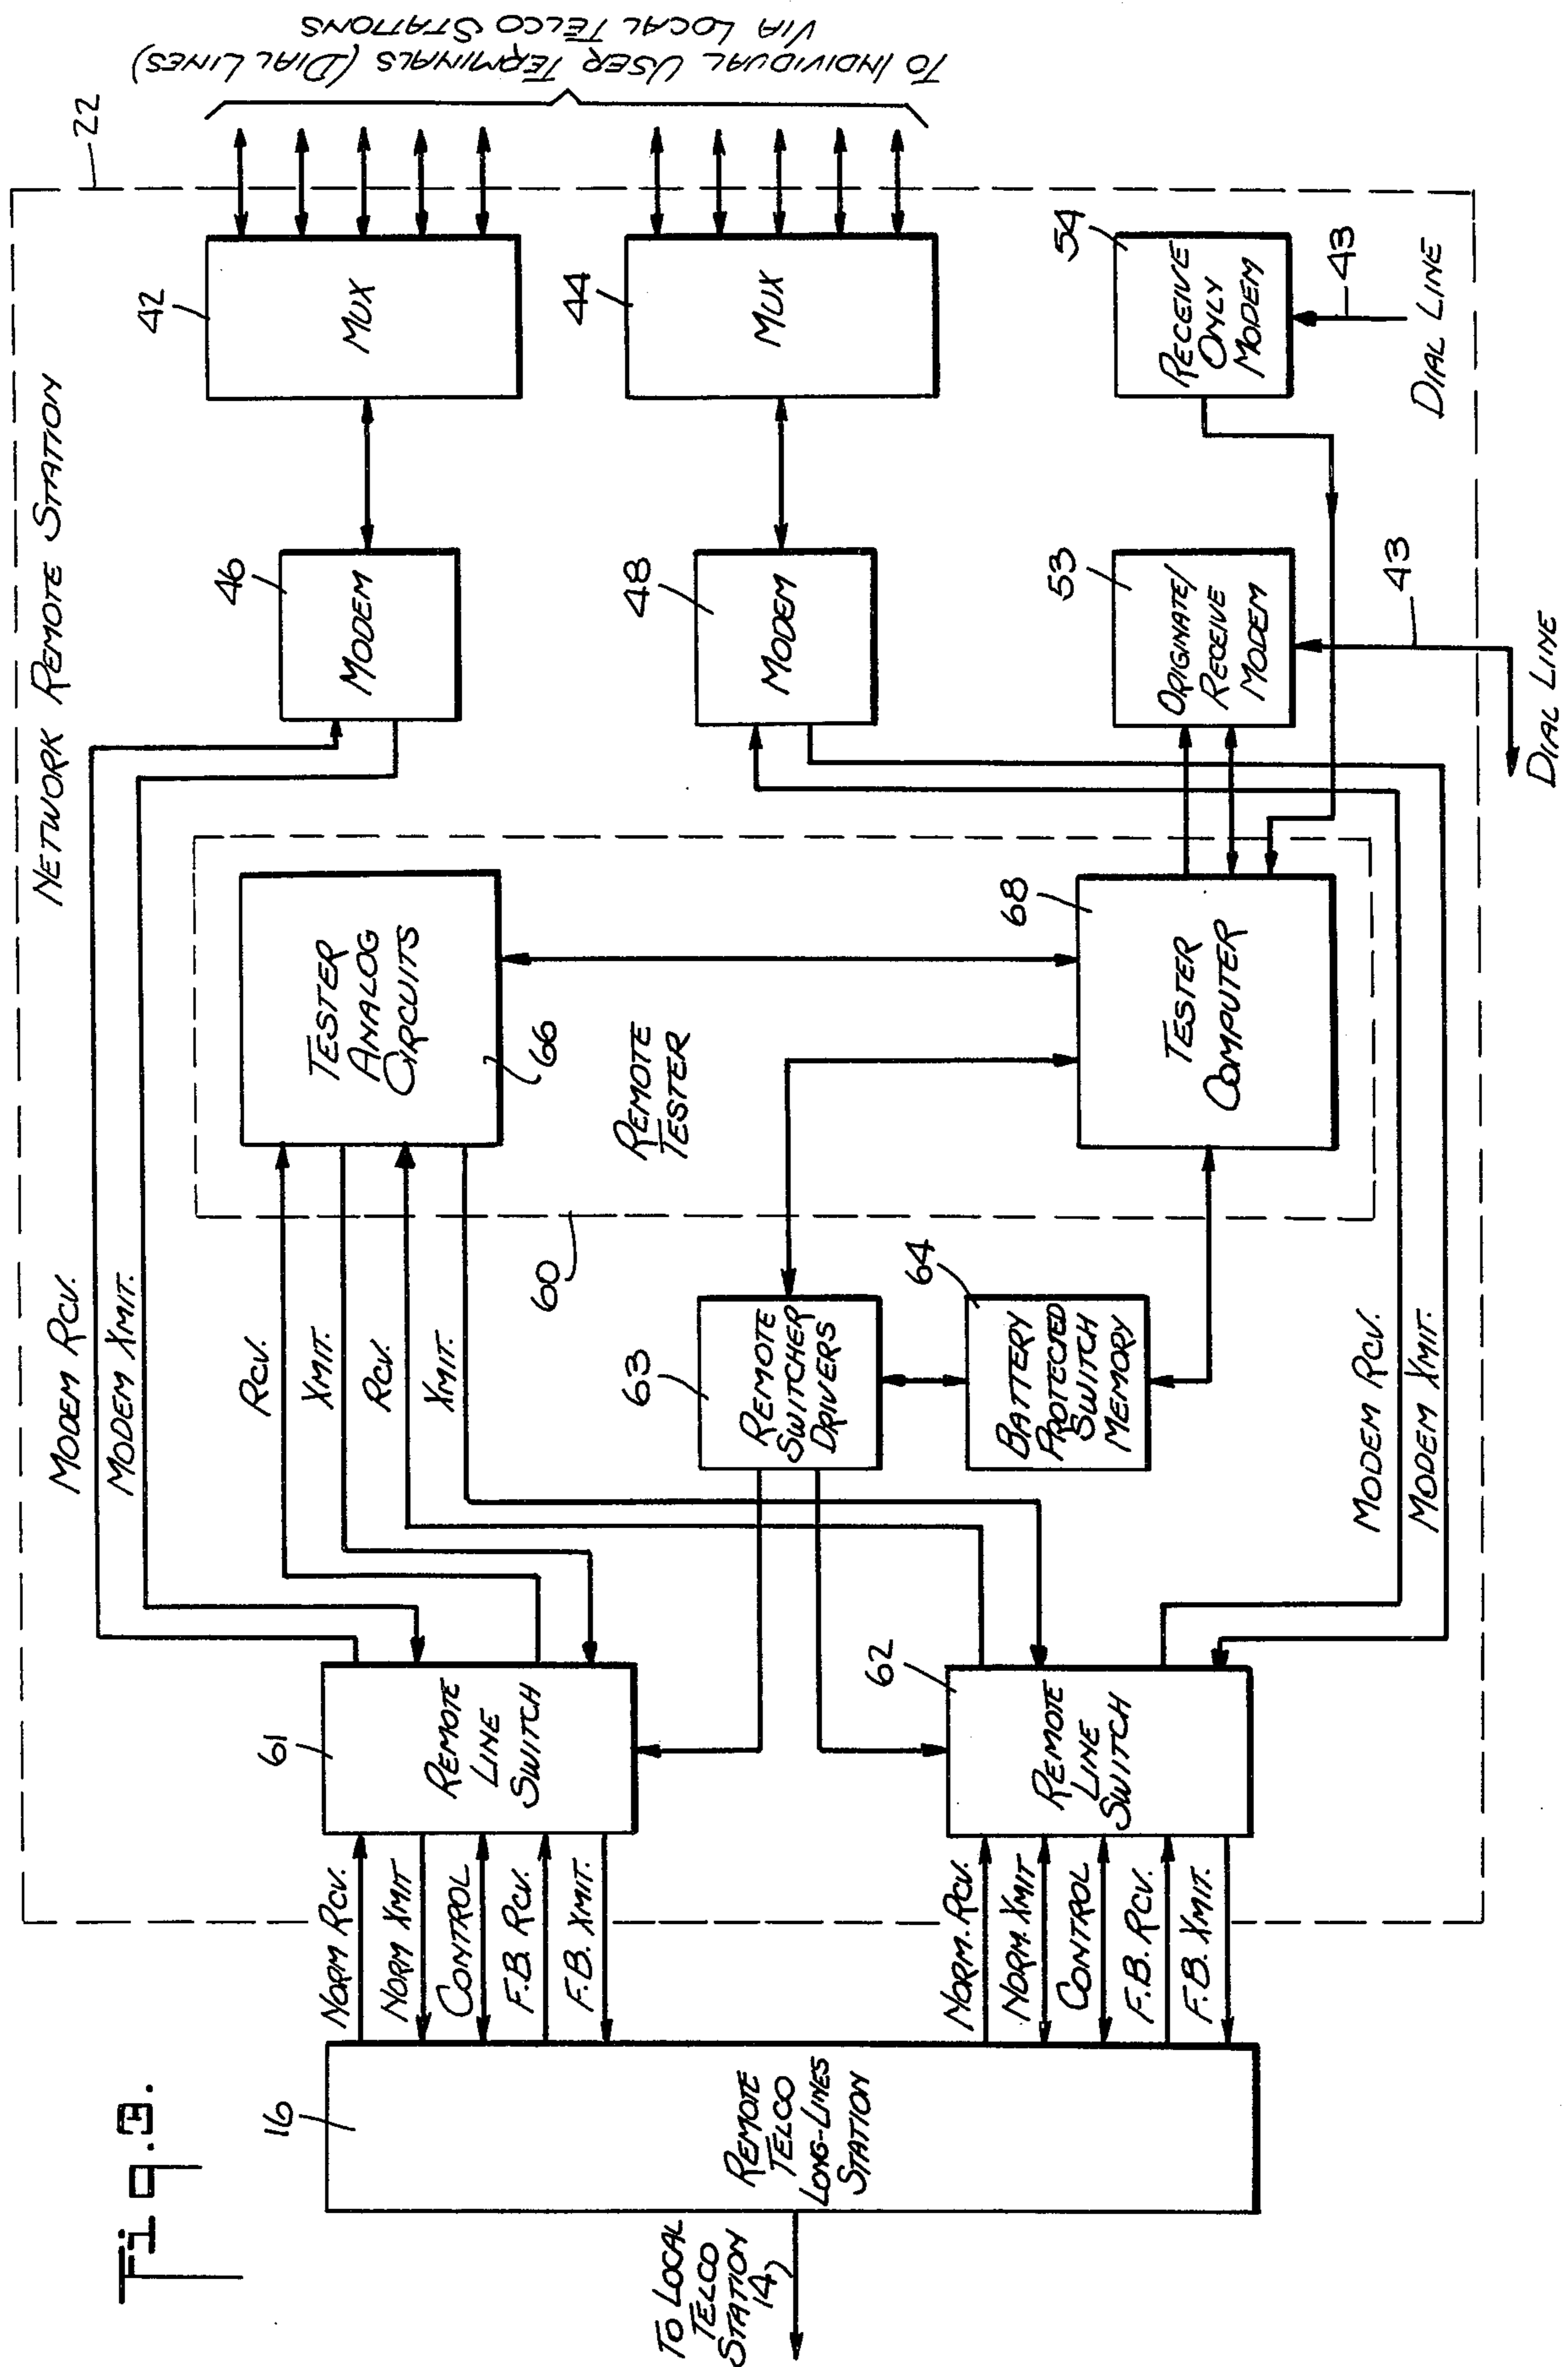 Fig. 3.
NETWORK REMOTE STATION
22
TO INDIVIDUAL USER TERMINALS (DIAL LINES)
VIA LOCAL TELCO STATIONS
MODEM RCV.
MODEM XMIT.
46
MODEM
42
MUX
16
REMOTE
TELCO
LONG-LINES
STATION
TO LOCAL
TELCO
STATION
14
NORM RCV.
NORM XMIT
CONTROL
F.B. RCV.
F.B. XMIT.
61
REMOTE
LINE
SWITCH
RCV.
XMIT.
RCV.
XMIT.
TESTER
ANALOG
CIRCUITS
66
60
REMOTE
TESTER
48
MODEM
44
MUX
63
REMOTE
SWITCHER
DRIVERS
64
BATTERY
PROTECTED
SWITCH
MEMORY
68
TESTER
COMPUTER
NORM. RCV.
NORM. XMIT
CONTROL
F.B. RCV.
F.B. XMIT.
62
REMOTE
LINE
SWITCH
MODEM RCV.
MODEM XMIT.
53
ORIGINATE/
RECEIVE
MODEM
43
DIAL LINE
54
RECEIVE
ONLY
MODEM
43
DIAL LINE